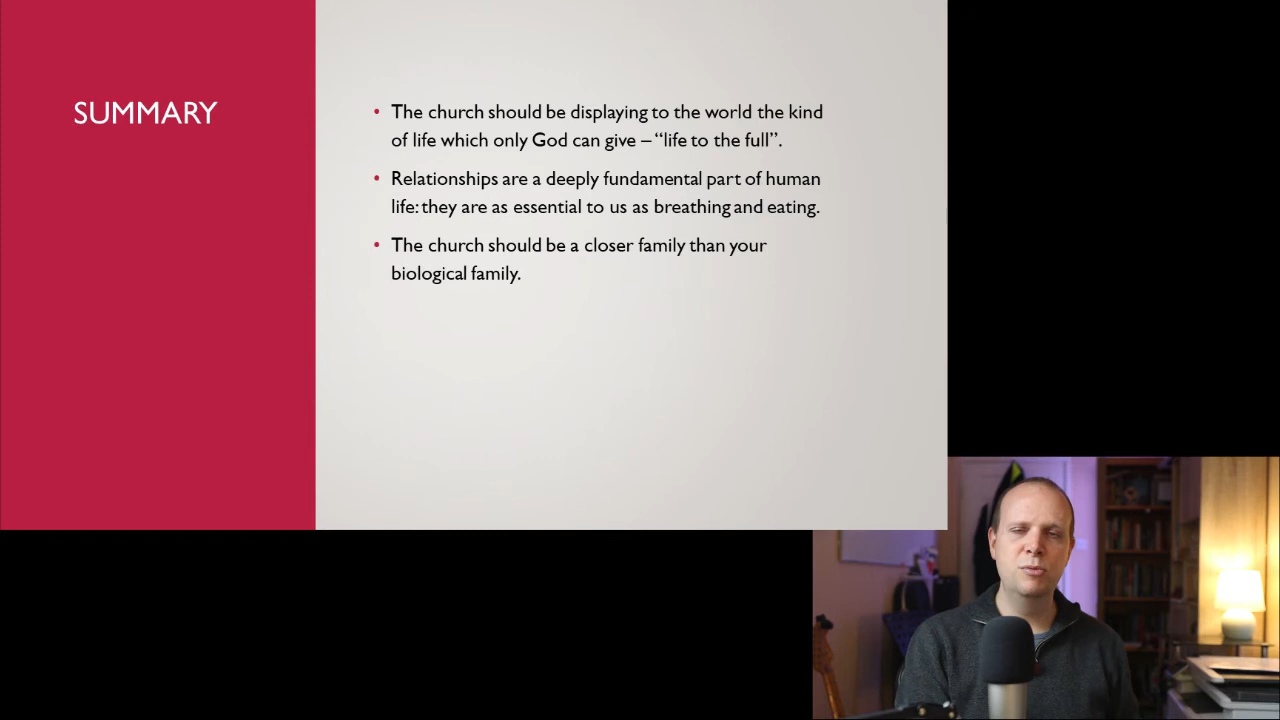 SUMMARY
The church should be displaying to the world the kind
of life which only God can give – “life to the full”.
Relationships are a deeply fundamental part of human
life: they are as essential to us as breathing and eating.
The church should be a closer family than your
biological family.